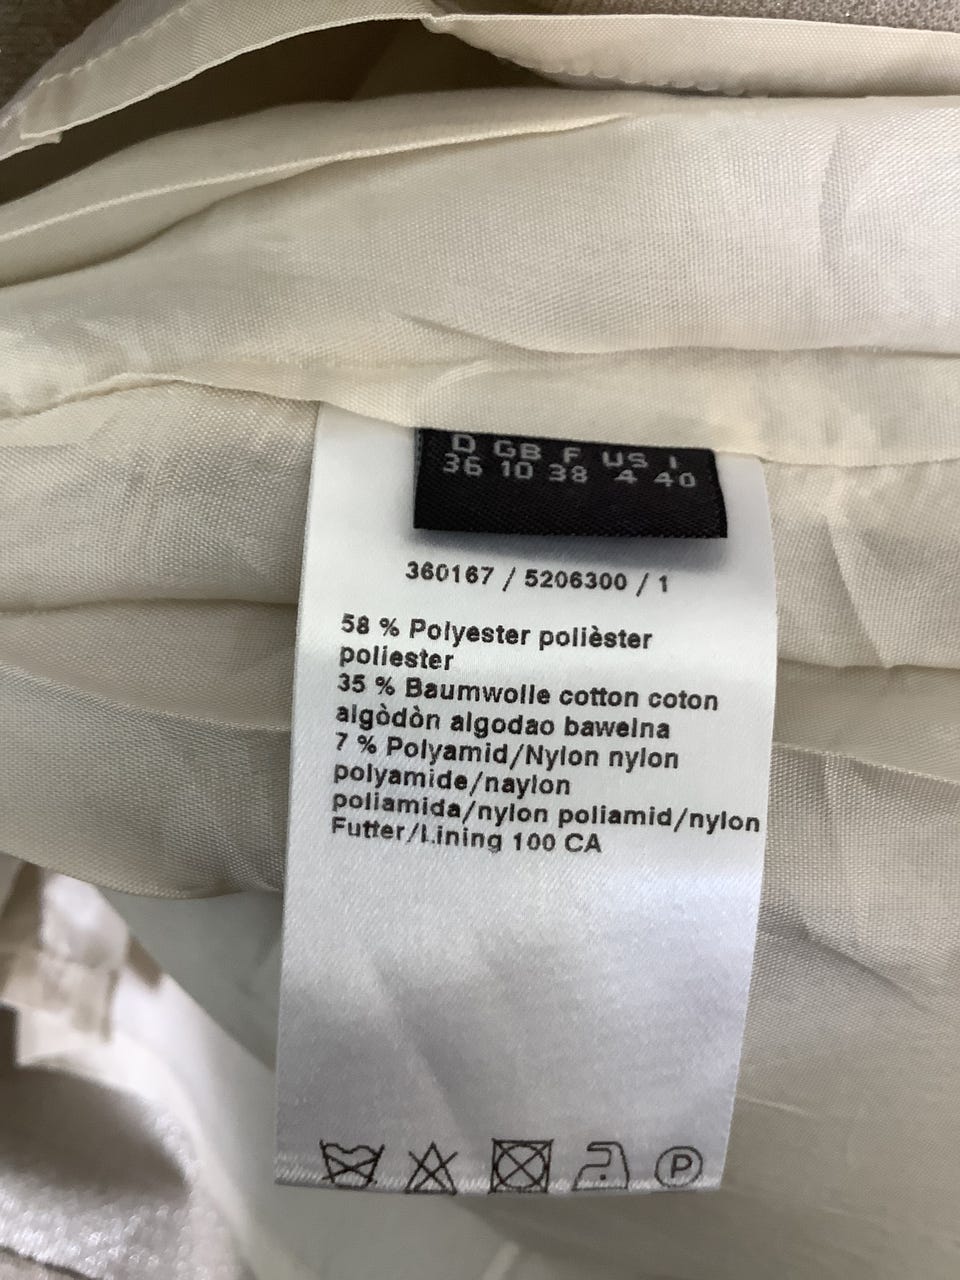 D GB F US I
36 10 38 4 40
360167 / 5206300 / 1
58 % Polyester polièster
poliester
35 % Baumwolle cotton coton
algòdòn algodao bawelna
7 % Polyamid/Nylon nylon
polyamide/naylon
poliamida/nylon poliamid/nylon
Futter/Lining 100 CA
P